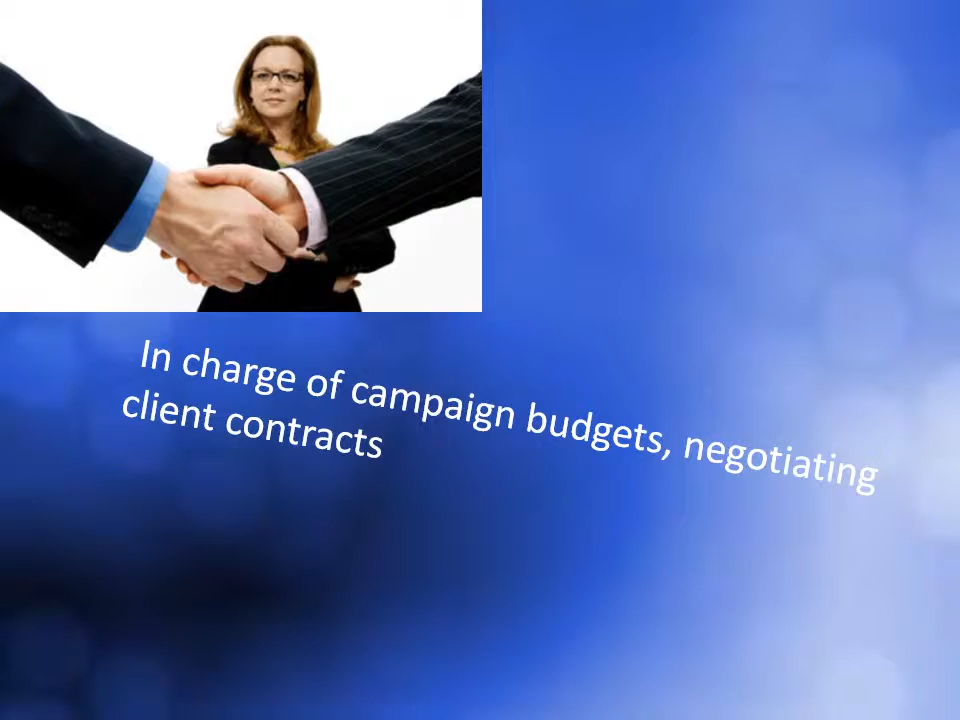 In charge of campaign budgets, negotiating
client contracts